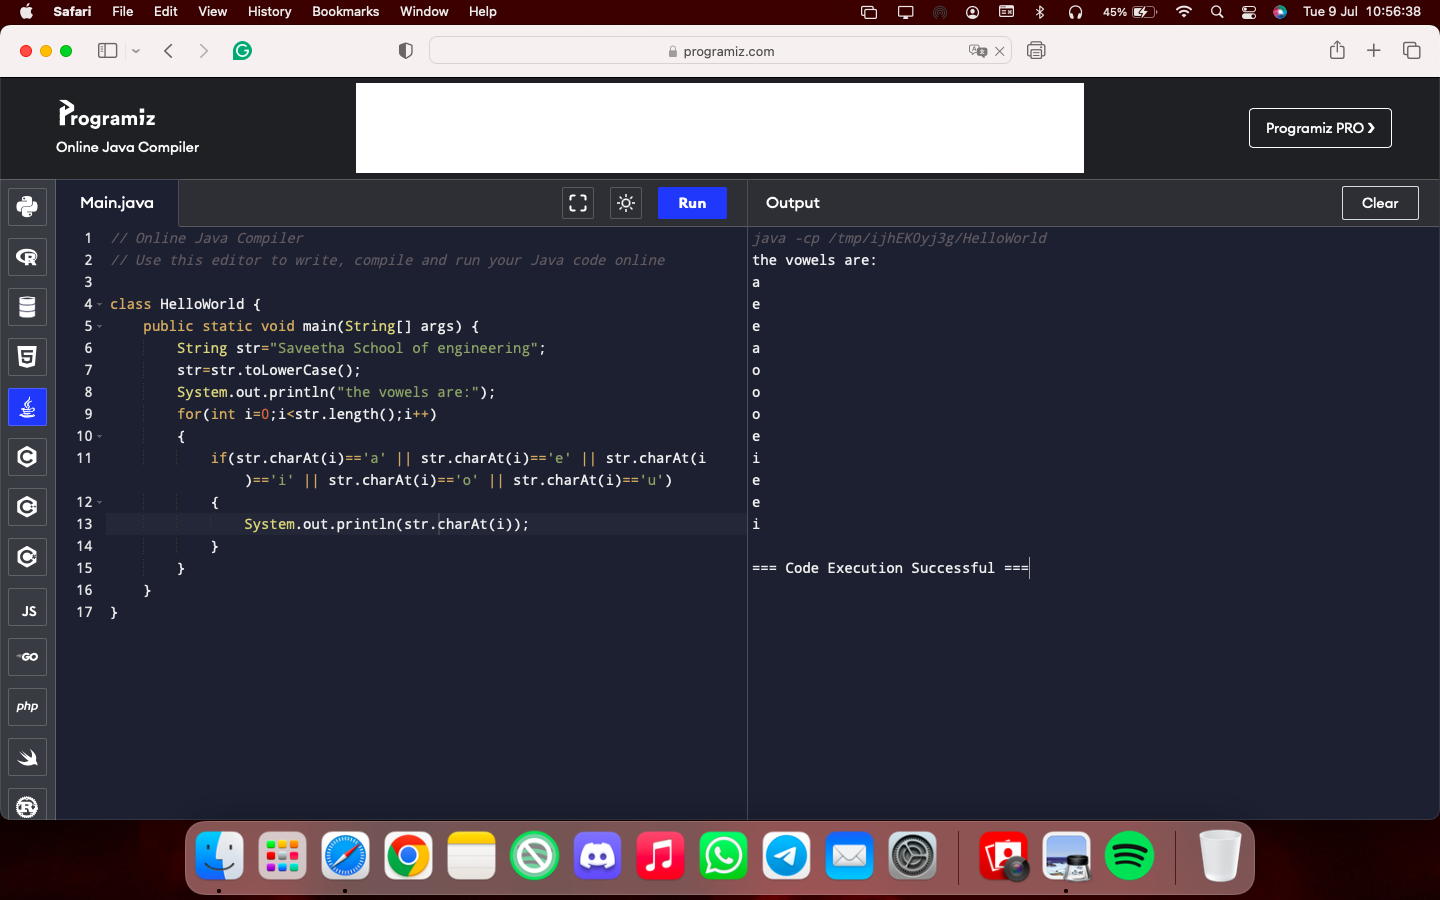 Safari File Edit View History Bookmarks Window Help 45% Tue 9 Jul 10:56:38
programiz.com
Programiz
Online Java Compiler
Programiz PRO ❯
Main.java
Run
Output
Clear
1 // Online Java Compiler
2 // Use this editor to write, compile and run your Java code online
3
4 class HelloWorld {
5 public static void main(String[] args) {
6 String str="Saveetha School of engineering";
7 str=str.toLowerCase();
8 System.out.println("the vowels are:");
9 for(int i=0;i<str.length();i++)
10 {
11 if(str.charAt(i)=='a' || str.charAt(i)=='e' || str.charAt(i
)=='i' || str.charAt(i)=='o' || str.charAt(i)=='u')
12 {
13 System.out.println(str.charAt(i));
14 }
15 }
16 }
17 }
java -cp /tmp/ijhEKOyj3g/HelloWorld
the vowels are:
a
e
e
a
o
o
o
e
i
e
e
i
=== Code Execution Successful ===
JS
GO
php